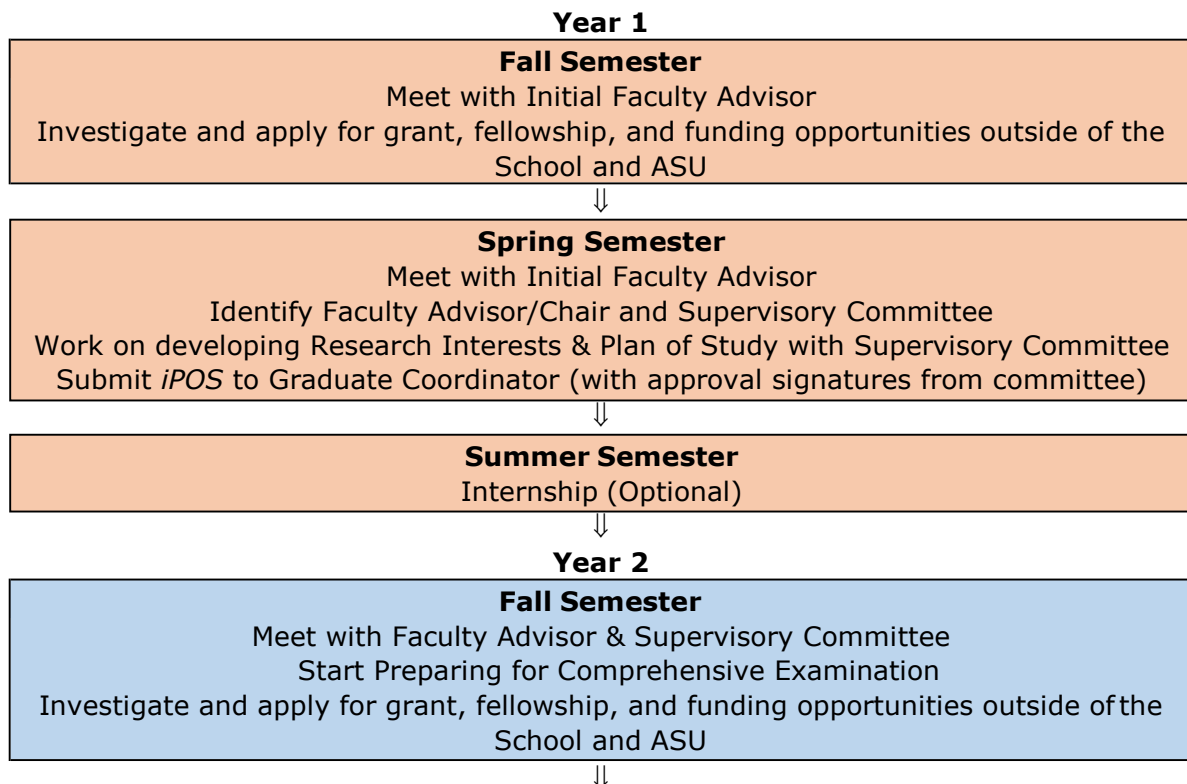 Year 1
Fall Semester
Meet with Initial Faculty Advisor
Investigate and apply for grant, fellowship, and funding opportunities outside of the
School and ASU
⇓
Spring Semester
Meet with Initial Faculty Advisor
Identify Faculty Advisor/Chair and Supervisory Committee
Work on developing Research Interests & Plan of Study with Supervisory Committee
Submit iPOS to Graduate Coordinator (with approval signatures from committee)
⇓
Summer Semester
Internship (Optional)
⇓
Year 2
Fall Semester
Meet with Faculty Advisor & Supervisory Committee
Start Preparing for Comprehensive Examination
Investigate and apply for grant, fellowship, and funding opportunities outside of the
School and ASU
⇓